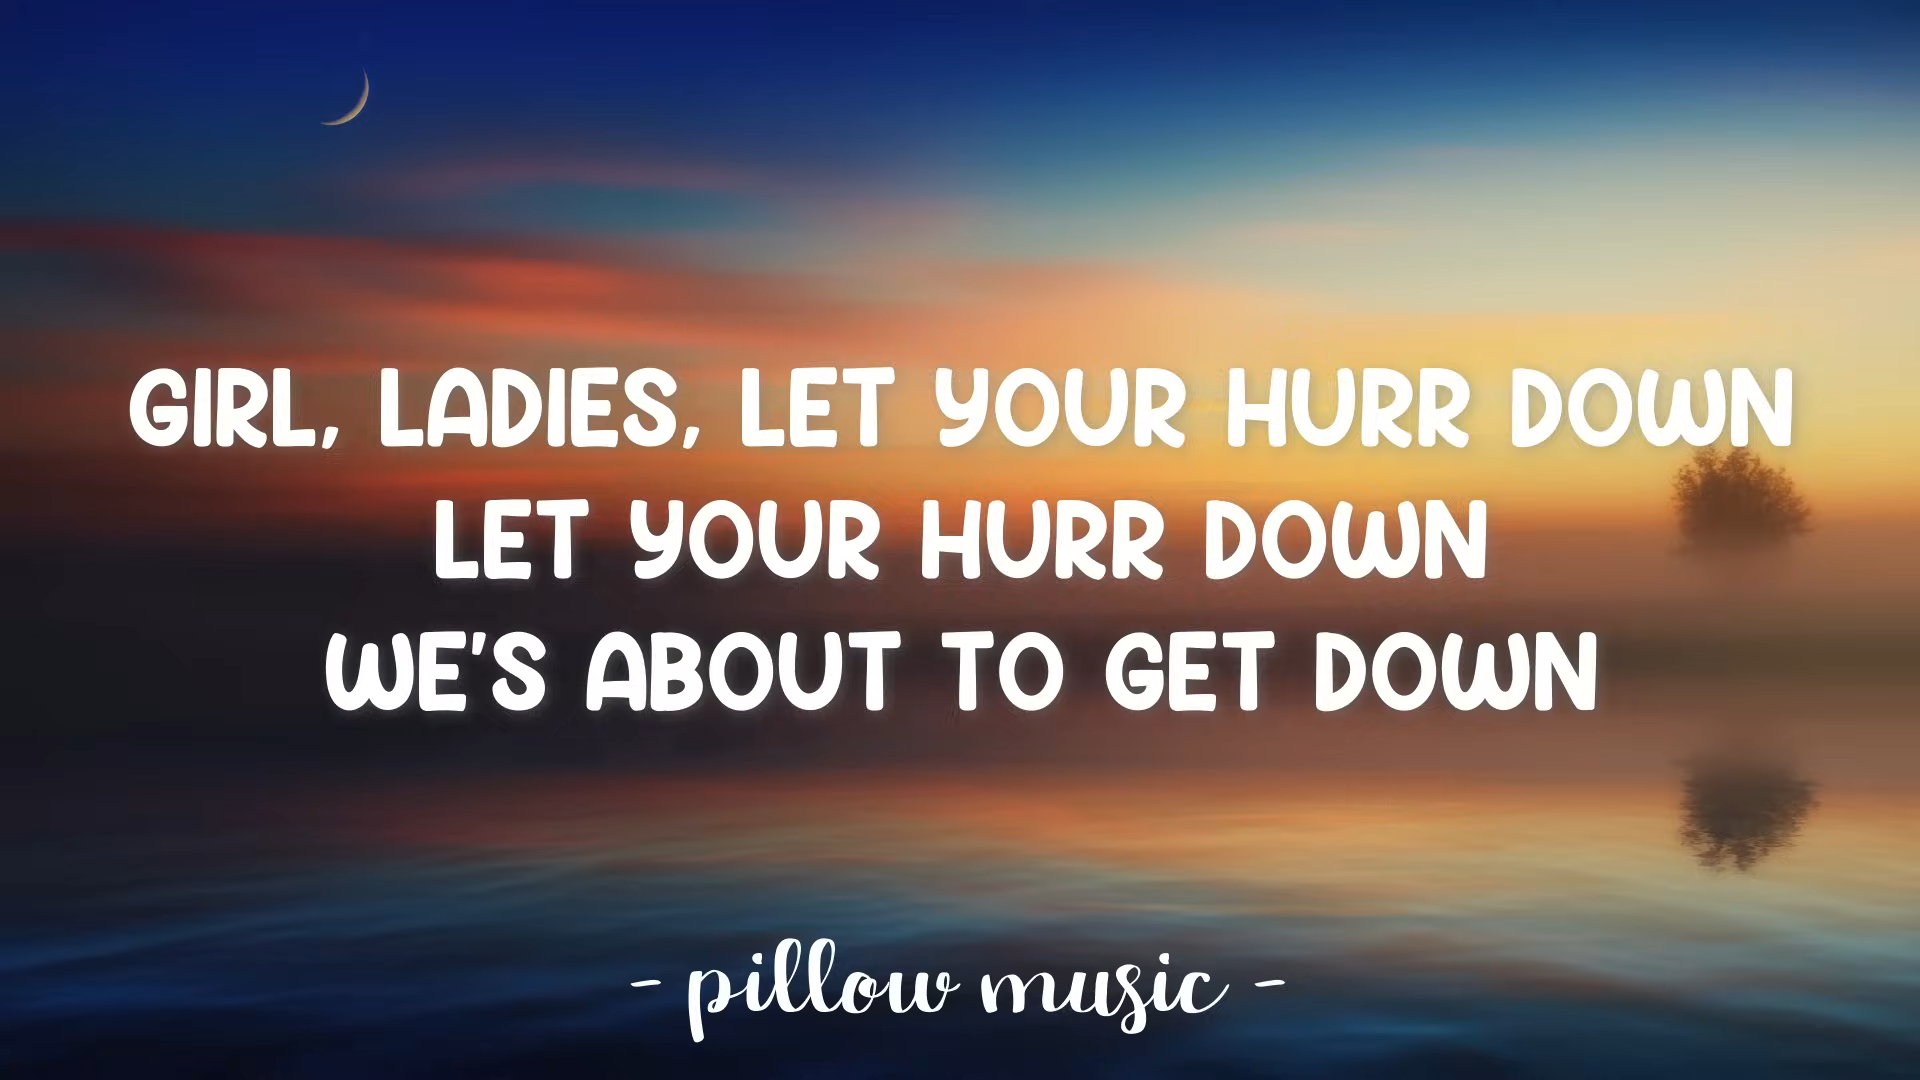 GIRL, LADIES, LET YOUR HURR DOWN
LET YOUR HURR DOWN
WE'S ABOUT TO GET DOWN
- pillow music -